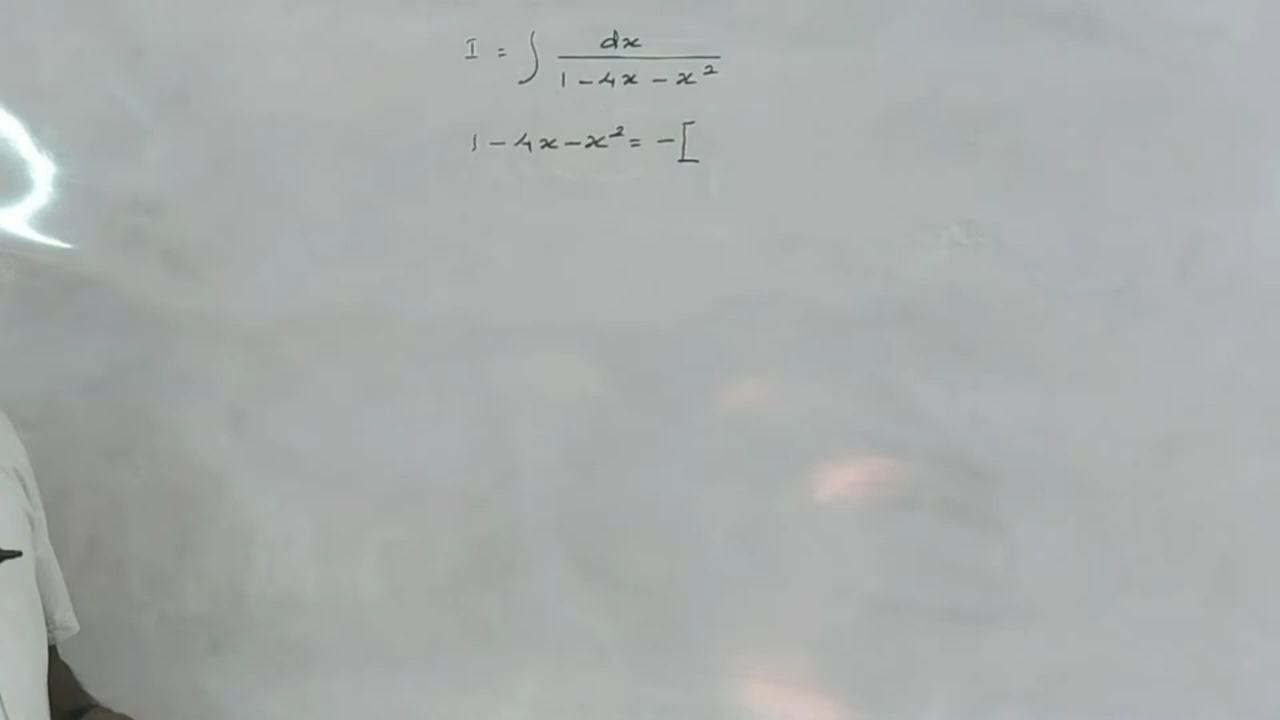 I = ∫ dx / 1 - 4x - x²
1 - 4x - x² = - [